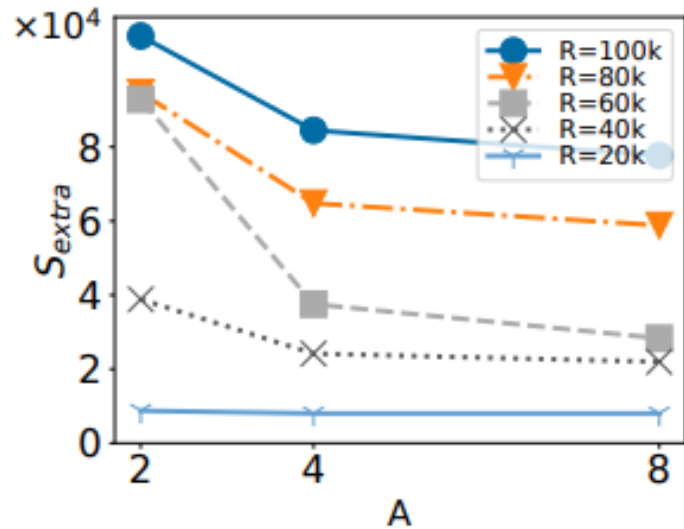 ×10⁴
R=100k
R=80k
R=60k
R=40k
R=20k
8
6
4
2
0
S_extra
2 4 8
A